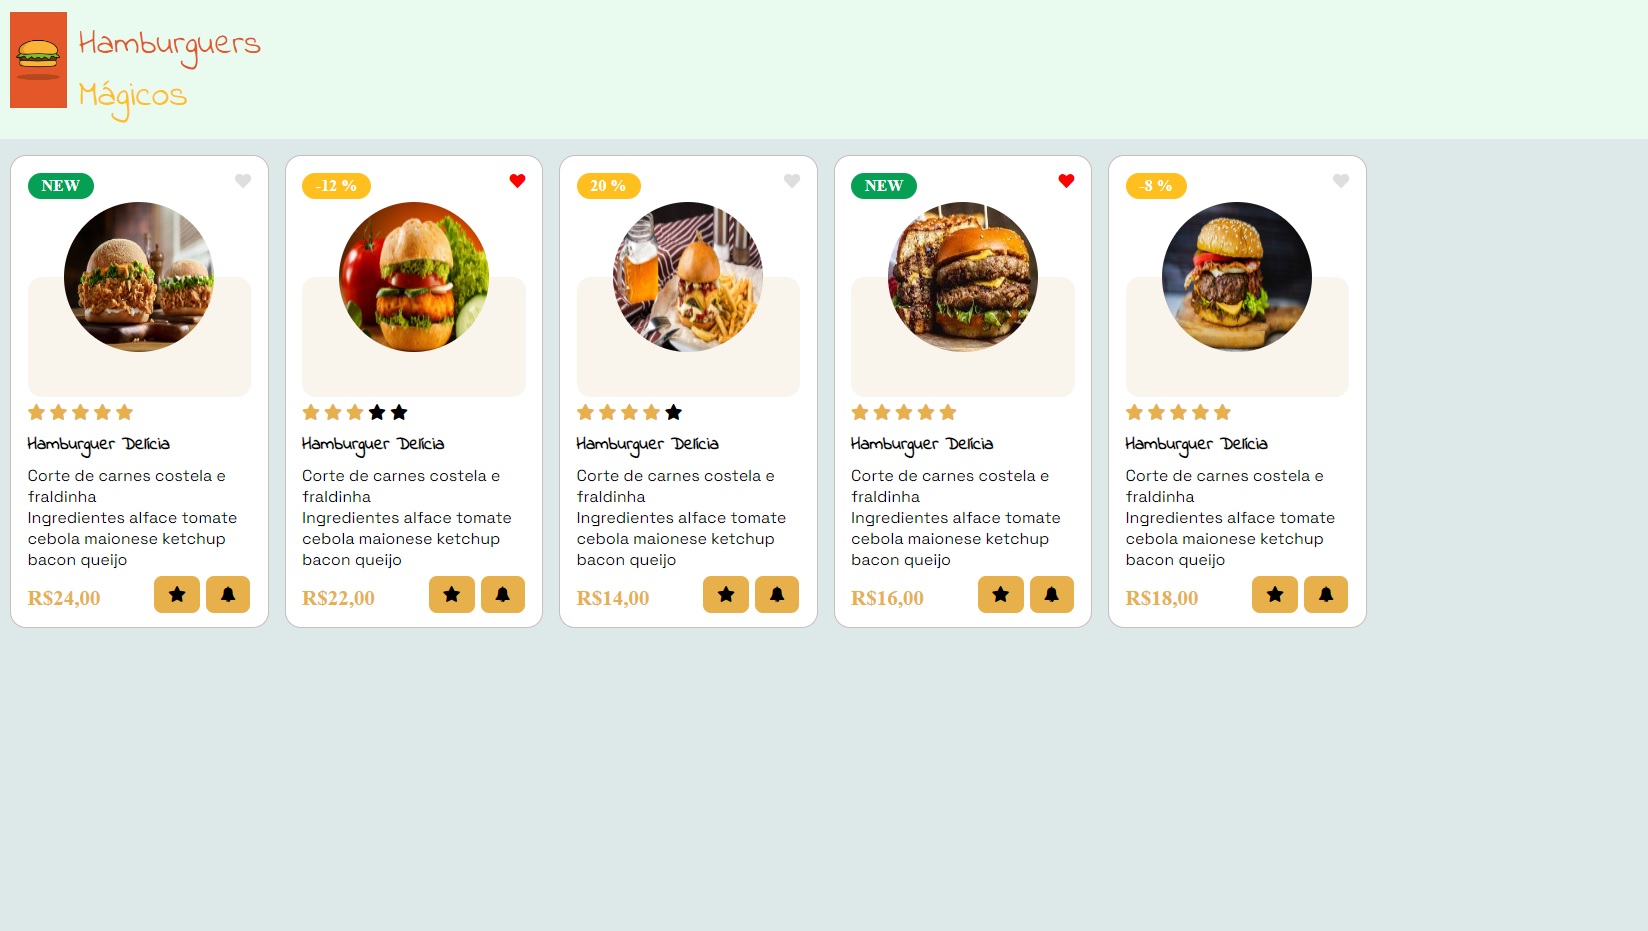 Hamburguers
Mágicos
NEW
Hamburguer Delícia
Corte de carnes costela e
fraldinha
Ingredientes alface tomate
cebola maionese ketchup
bacon queijo
R$24,00
-12 %
Hamburguer Delícia
Corte de carnes costela e
fraldinha
Ingredientes alface tomate
cebola maionese ketchup
bacon queijo
R$22,00
20 %
Hamburguer Delícia
Corte de carnes costela e
fraldinha
Ingredientes alface tomate
cebola maionese ketchup
bacon queijo
R$14,00
NEW
Hamburguer Delícia
Corte de carnes costela e
fraldinha
Ingredientes alface tomate
cebola maionese ketchup
bacon queijo
R$16,00
-8 %
Hamburguer Delícia
Corte de carnes costela e
fraldinha
Ingredientes alface tomate
cebola maionese ketchup
bacon queijo
R$18,00